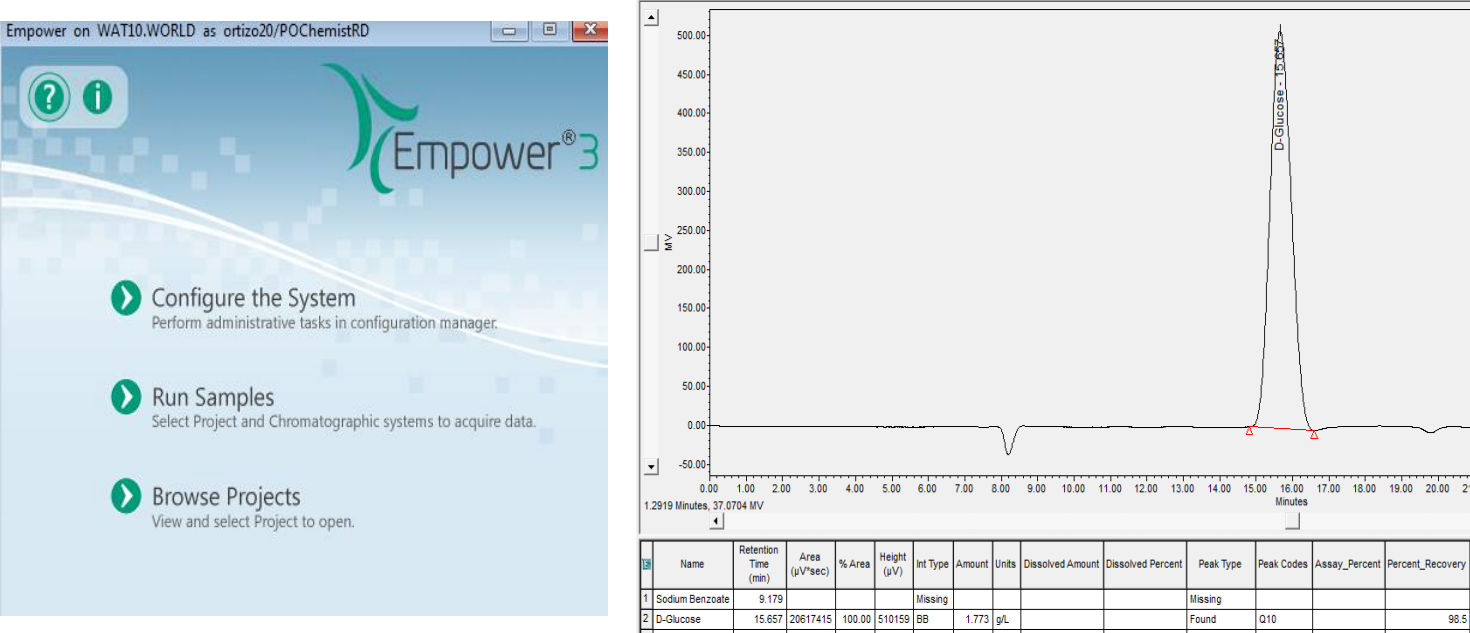 Empower on WAT10.WORLD as ortizo20/POChemistRD
Empower®3
Configure the System
Perform administrative tasks in configuration manager.
Run Samples
Select Project and Chromatographic systems to acquire data.
Browse Projects
View and select Project to open.
500.00
450.00
400.00
350.00
300.00
250.00
200.00
150.00
100.00
50.00
0.00
-50.00
MV
D-Glucose - 15.657
0.00 1.00 2.00 3.00 4.00 5.00 6.00 7.00 8.00 9.00 10.00 11.00 12.00 13.00 14.00 15.00 16.00 17.00 18.00 19.00 20.00
Minutes
1.2919 Minutes, 37.0704 MV
Name Retention Time (min) Area (µV*sec) % Area Height (µV) Int Type Amount Units Dissolved Amount Dissolved Percent Peak Type Peak Codes Assay_Percent Percent_Recovery
1 Sodium Benzoate 9.179 Missing Missing
2 D-Glucose 15.657 20617415 100.00 510159 BB 1.773 g/L Found Q10 98.5